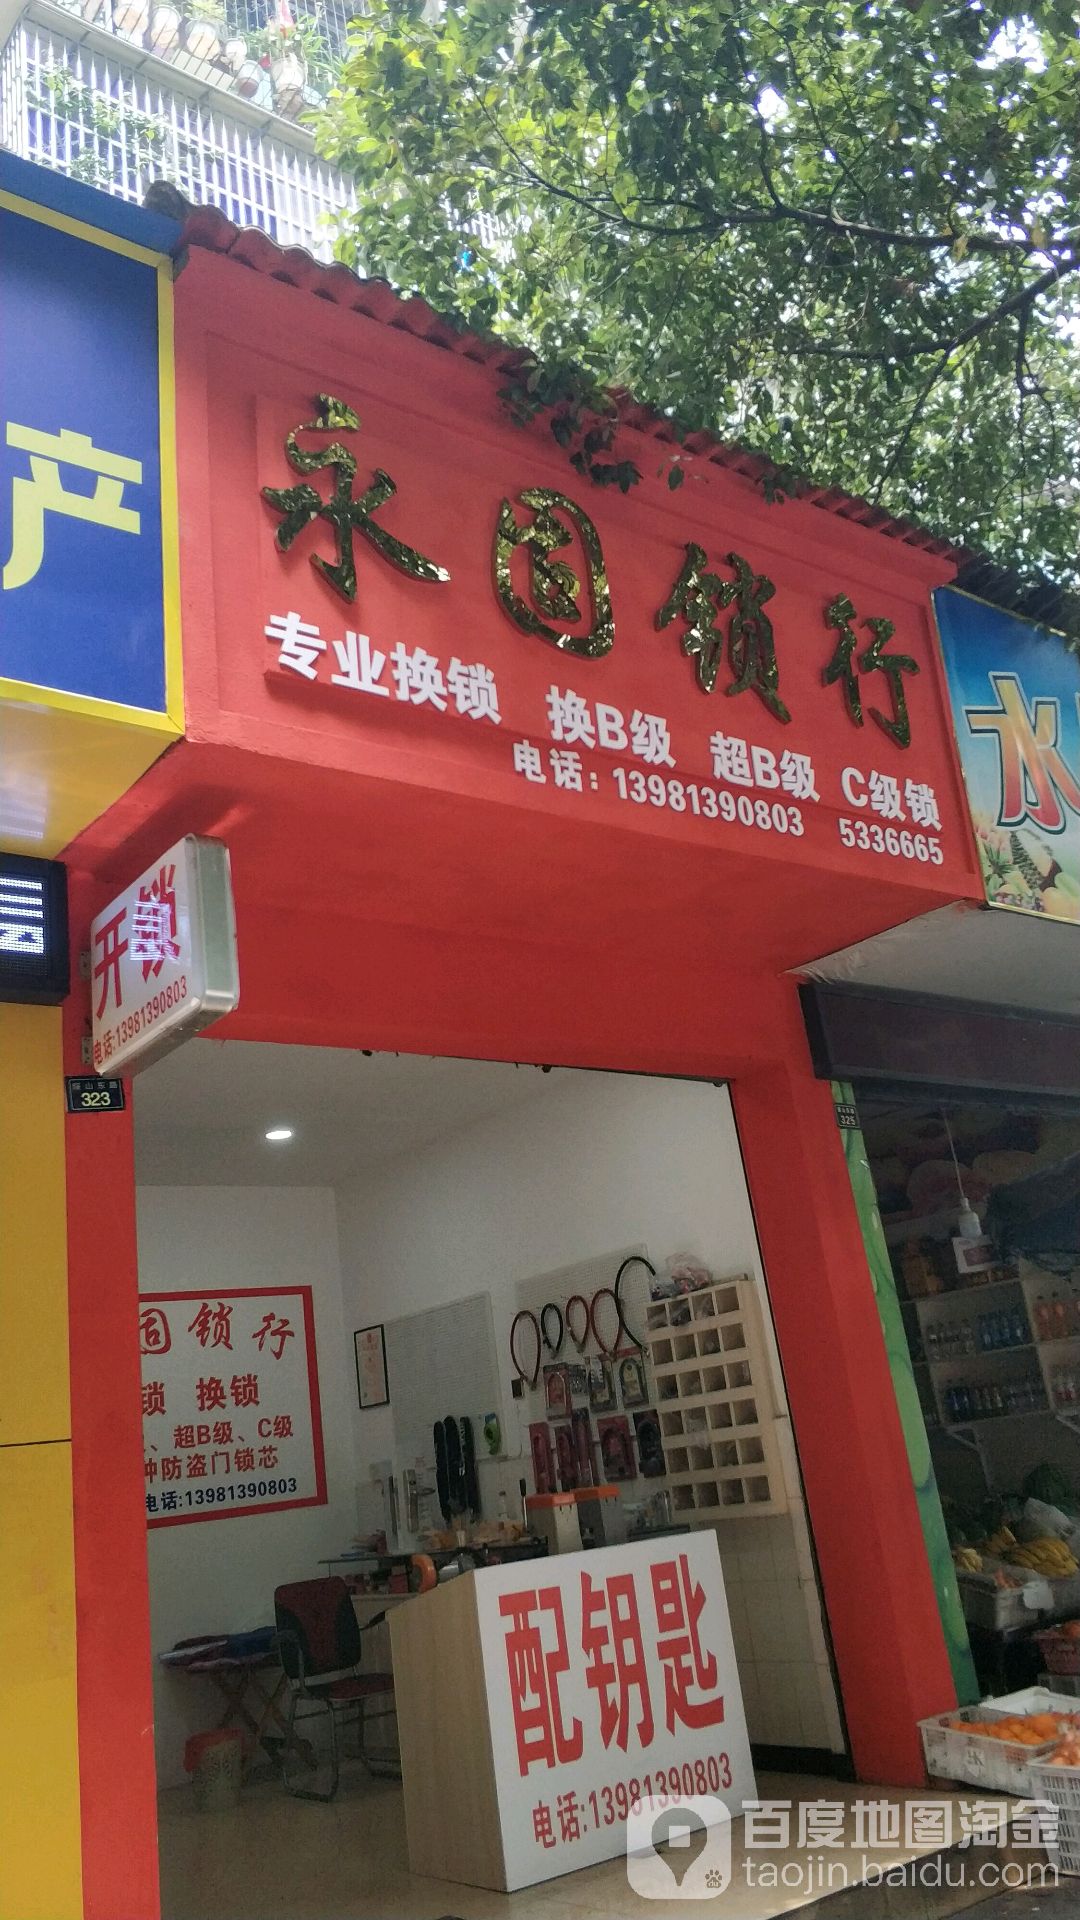 产
永固锁行
专业换锁 换B级 超B级 C级锁
电话：13981390803 5336665
水
开锁
电话:13981390803
323
325
固锁行
锁 换锁
、超B级、C级
种防盗门锁芯
电话:13981390803
配钥匙
电话:13981390803
百度地图淘金
taojin.baidu.com